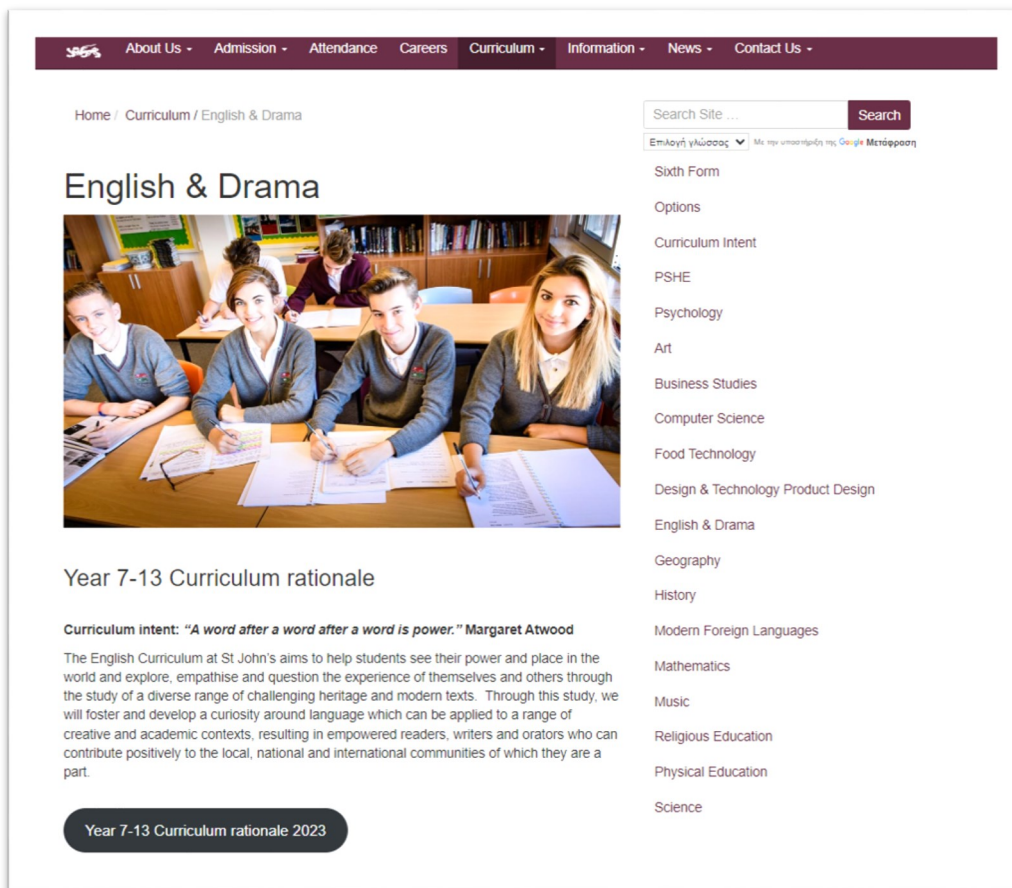 About Us Admission Attendance Careers Curriculum Information News Contact Us
Home / Curriculum / English & Drama
Search Site ...
Search
Επιλογή γλώσσας
Με την υποστήριξη της Google Μετάφραση
English & Drama
Year 7-13 Curriculum rationale
Curriculum intent: “A word after a word after a word is power.” Margaret Atwood
The English Curriculum at St John’s aims to help students see their power and place in the
world and explore, empathise and question the experience of themselves and others through
the study of a diverse range of challenging heritage and modern texts. Through this study, we
will foster and develop a curiosity around language which can be applied to a range of
creative and academic contexts, resulting in empowered readers, writers and orators who can
contribute positively to the local, national and international communities of which they are a
part.
Year 7-13 Curriculum rationale 2023
Sixth Form
Options
Curriculum Intent
PSHE
Psychology
Art
Business Studies
Computer Science
Food Technology
Design & Technology Product Design
English & Drama
Geography
History
Modern Foreign Languages
Mathematics
Music
Religious Education
Physical Education
Science